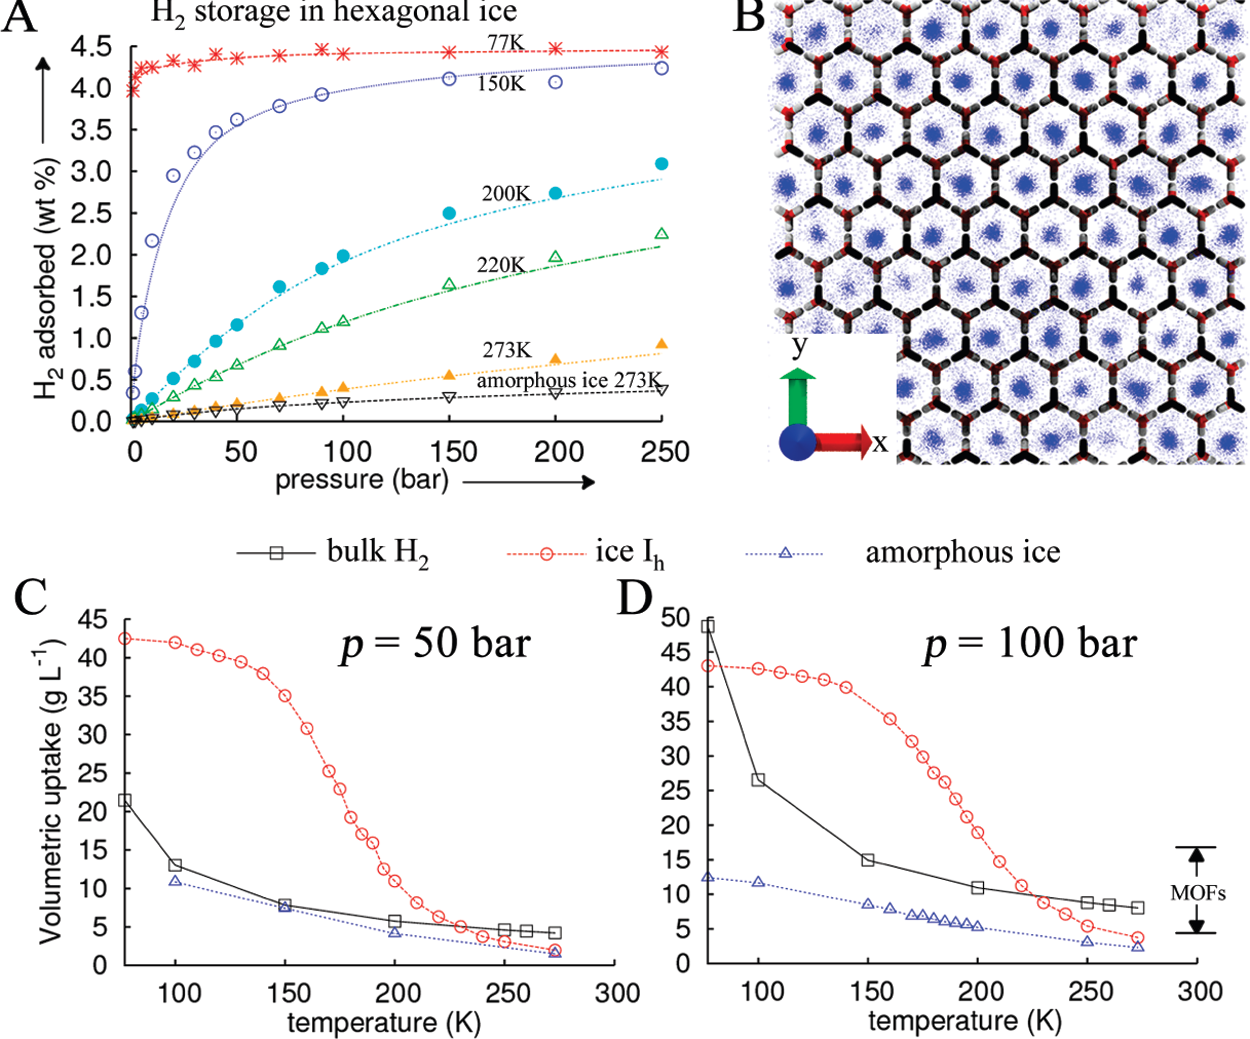 A
H2 storage in hexagonal ice
B
H2 adsorbed (wt %)
4.5
4.0
3.5
3.0
2.5
2.0
1.5
1.0
0.5
0.0
77K
150K
200K
220K
273K
amorphous ice 273K
0 50 100 150 200 250
pressure (bar)
y
x
bulk H2 ice Ih amorphous ice
C
p = 50 bar
Volumetric uptake (g L-1)
45
40
35
30
25
20
15
10
5
0
100 150 200 250 300
temperature (K)
D
p = 100 bar
50
45
40
35
30
25
20
15
10
5
0
MOFs
100 150 200 250 300
temperature (K)